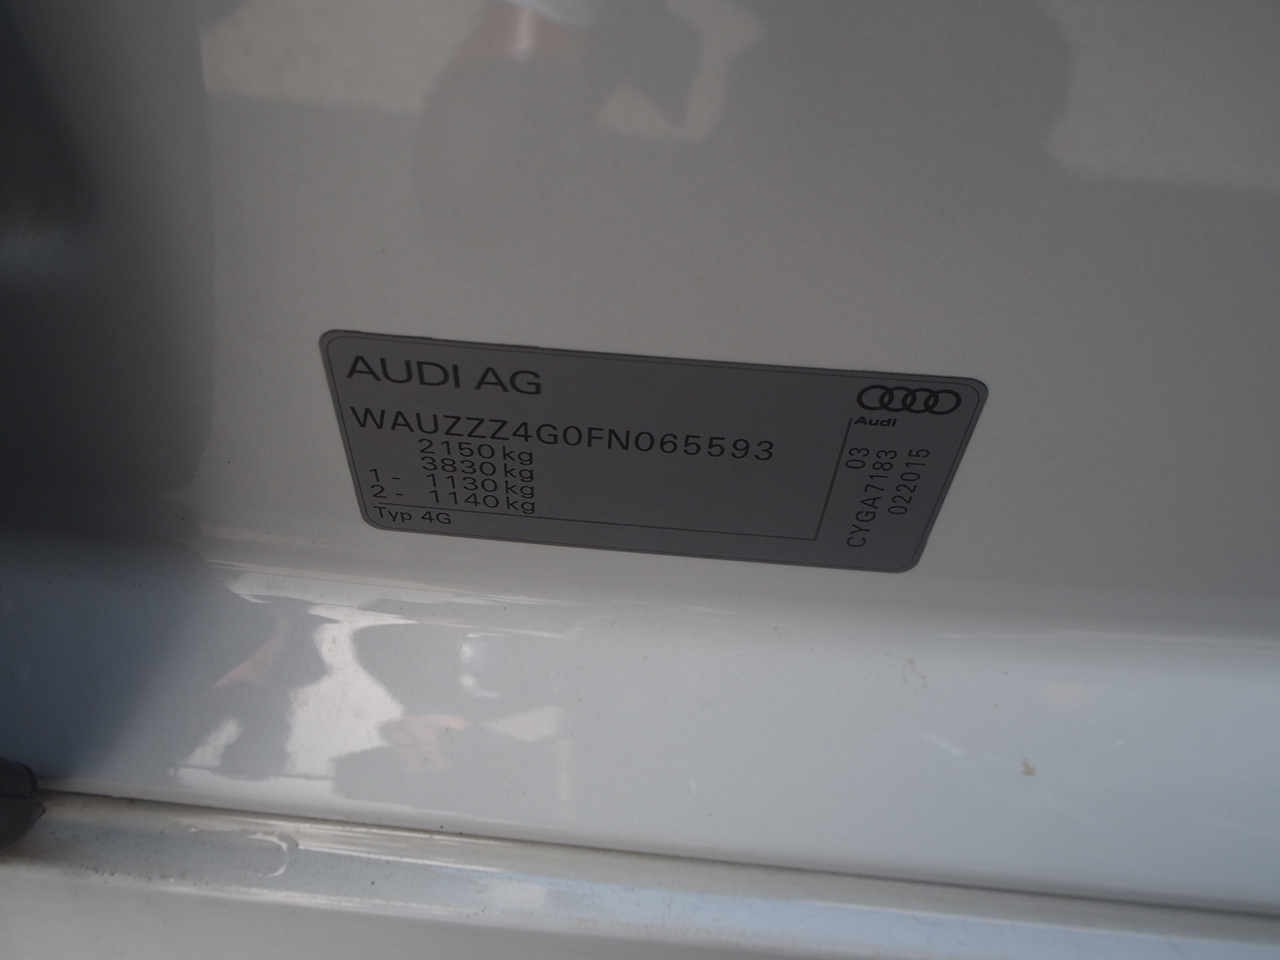 AUDI AG
Audi
WAUZZZ4G0FN065593
2150 kg
3830 kg
1 - 1130 kg
2 - 1140 kg
Typ 4G
03
CYGA7183
022015